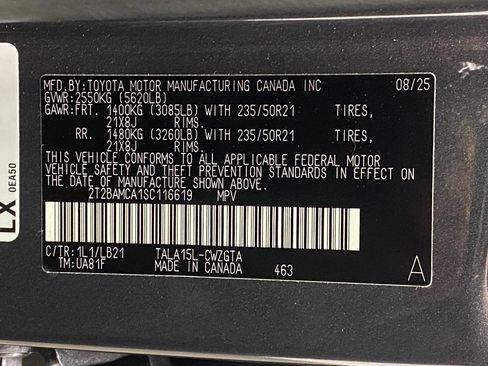 MFD.BY:TOYOTA MOTOR MANUFACTURING CANADA INC 08/25
GVWR:2550KG (5620LB)
GAWR:FRT. 1400KG (3085LB) WITH 235/50R21 TIRES,
21X8J RIMS.
RR. 1480KG (3260LB) WITH 235/50R21 TIRES,
21X8J RIMS.
THIS VEHICLE CONFORMS TO ALL APPLICABLE FEDERAL MOTOR
VEHICLE SAFETY AND THEFT PREVENTION STANDARDS IN
EFFECT ON THE DATE OF MANUFACTURE SHOWN ABOVE.
2T2BAMCA1SC116619 MPV
C/TR:1L1/LB21 TALA15L-CWZGTA
TM:UA81F MADE IN CANADA 463 A
LX 0EA50